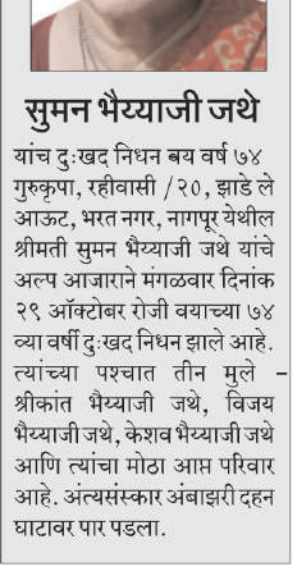 सुमन भैय्याजी जथे
यांच दुःखद निधन बय वर्ष ७४
गुरुकृपा, रहीवासी /२०, झाडे ले
आऊट, भरत नगर, नागपूर येथील
श्रीमती सुमन भैय्याजी जथे यांचे
अल्प आजाराने मंगळवार दिनांक
२९ ऑक्टोबर रोजी वयाच्या ७४
व्या वर्षी दुःखद निधन झाले आहे.
त्यांच्या पश्चात तीन मुले –
श्रीकांत भैय्याजी जथे, विजय
भैय्याजी जथे, केशव भैय्याजी जथे
आणि त्यांचा मोठा आप्त परिवार
आहे. अंत्यसंस्कार अंबाझरी दहन
घाटावर पार पडला.